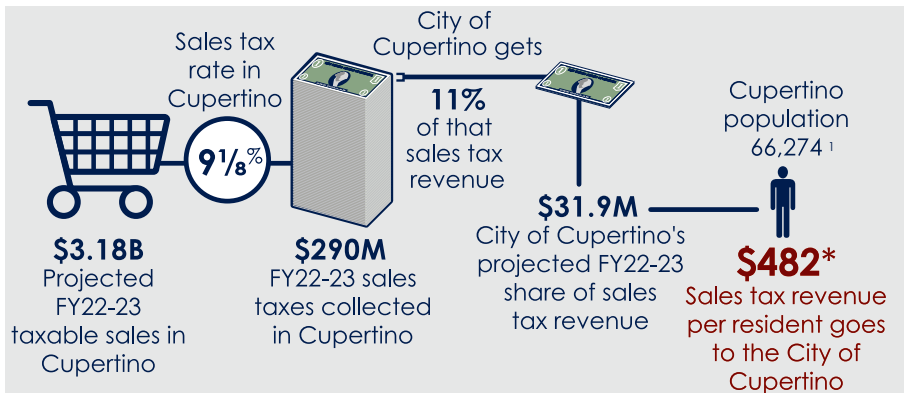 Sales tax
rate in
Cupertino
9 1/8%
City of
Cupertino gets
11%
of that
sales tax
revenue
Cupertino
population
66,274 ¹
$3.18B
Projected
FY22-23
taxable sales in
Cupertino
$290M
FY22-23 sales
taxes collected
in Cupertino
$31.9M
City of Cupertino's
projected FY22-23
share of sales
tax revenue
$482*
Sales tax revenue
per resident goes
to the City of
Cupertino